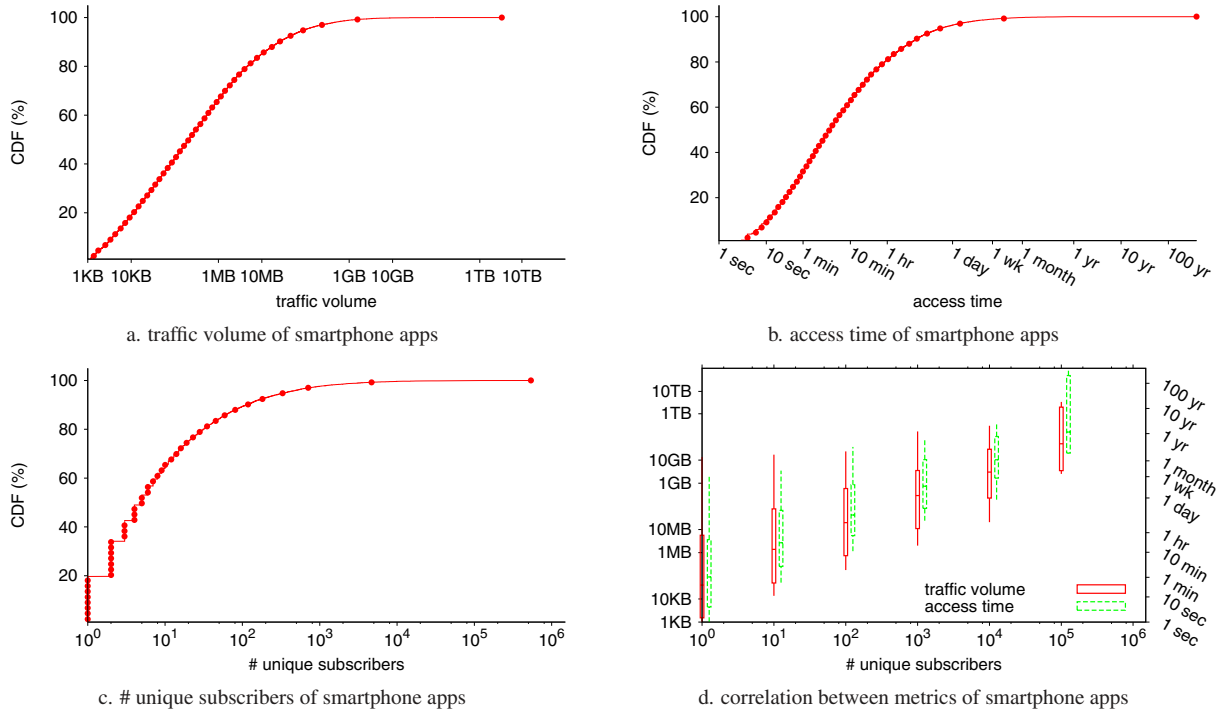 CDF (%)
100
80
60
40
20
1KB 10KB 1MB 10MB 1GB 10GB 1TB 10TB
traffic volume
a. traffic volume of smartphone apps
CDF (%)
100
80
60
40
20
1 sec 10 sec 1 min 10 min 1 hr 1 day 1 wk 1 month 1 yr 10 yr 100 yr
access time
b. access time of smartphone apps
CDF (%)
100
80
60
40
20
10^0 10^1 10^2 10^3 10^4 10^5 10^6
# unique subscribers
c. # unique subscribers of smartphone apps
10TB
1TB
10GB
1GB
10MB
1MB
10KB
1KB
100 yr
10 yr
1 yr
1 month
1 wk
1 day
1 hr
10 min
1 min
10 sec
1 sec
traffic volume
access time
10^0 10^1 10^2 10^3 10^4 10^5 10^6
# unique subscribers
d. correlation between metrics of smartphone apps